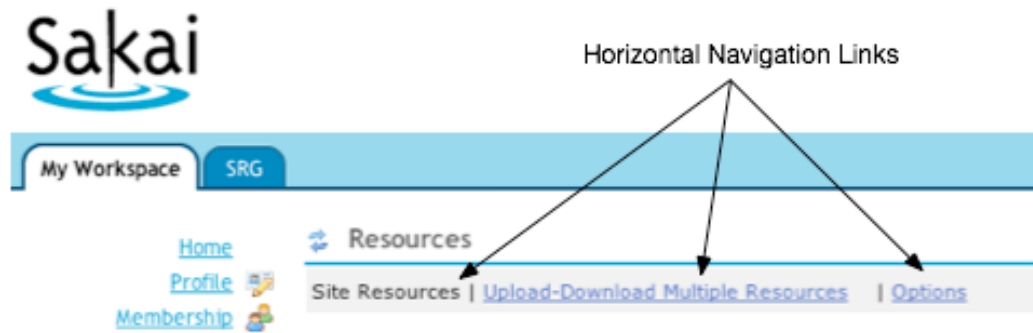 Sakai
Horizontal Navigation Links
My Workspace
SRG
Home
Profile
Membership
Resources
Site Resources | Upload-Download Multiple Resources | Options